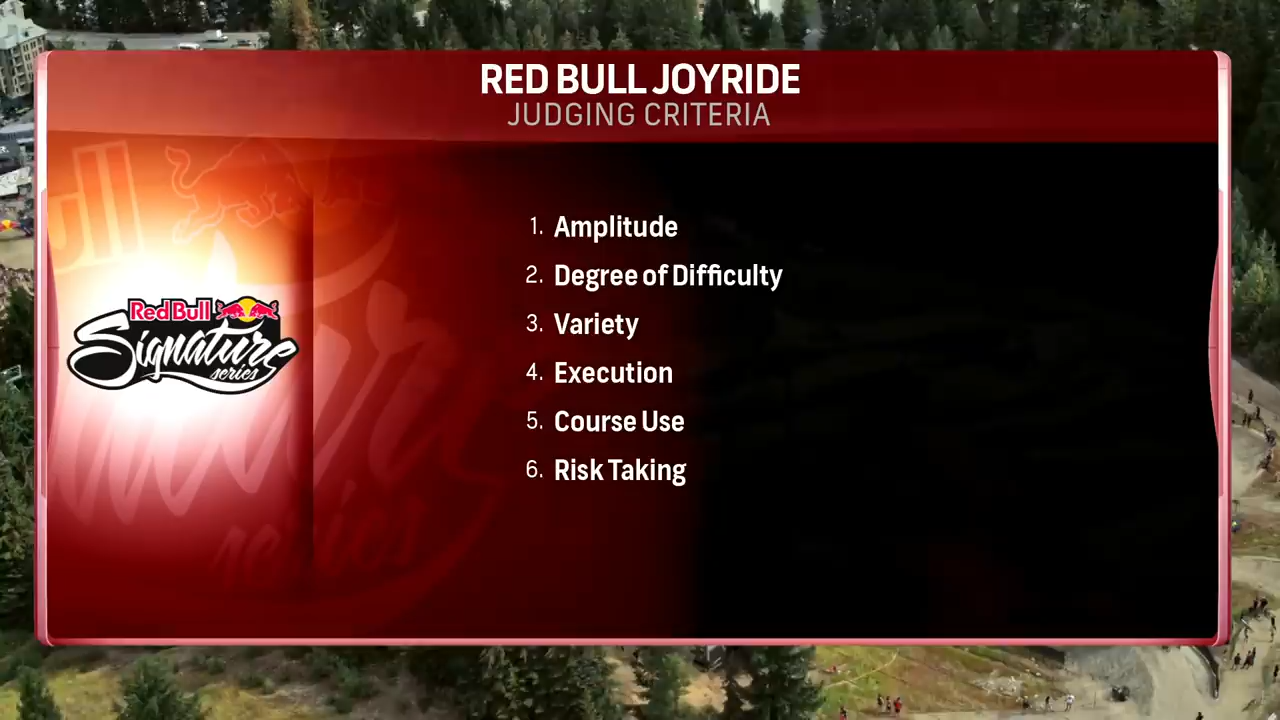 RED BULL JOYRIDE
JUDGING CRITERIA
1. Amplitude
2. Degree of Difficulty
3. Variety
4. Execution
5. Course Use
6. Risk Taking
Red Bull
Signature
series